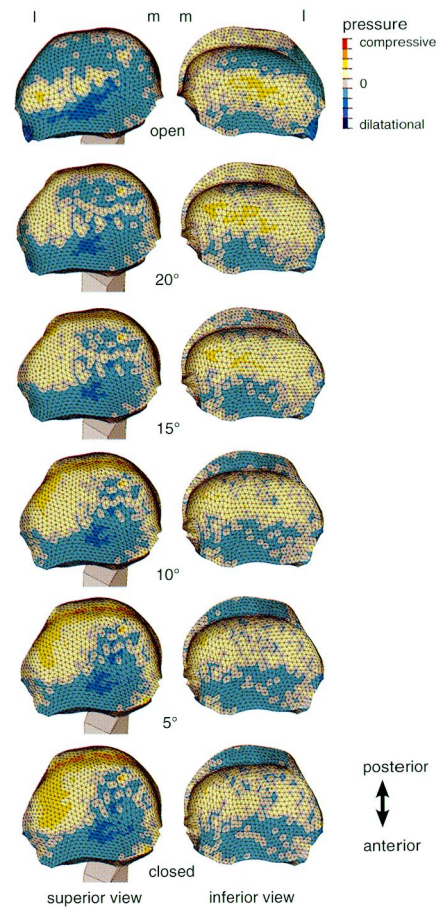 l m m l
pressure
compressive
0
dilatational
open
20°
15°
10°
5°
posterior
anterior
closed
superior view inferior view